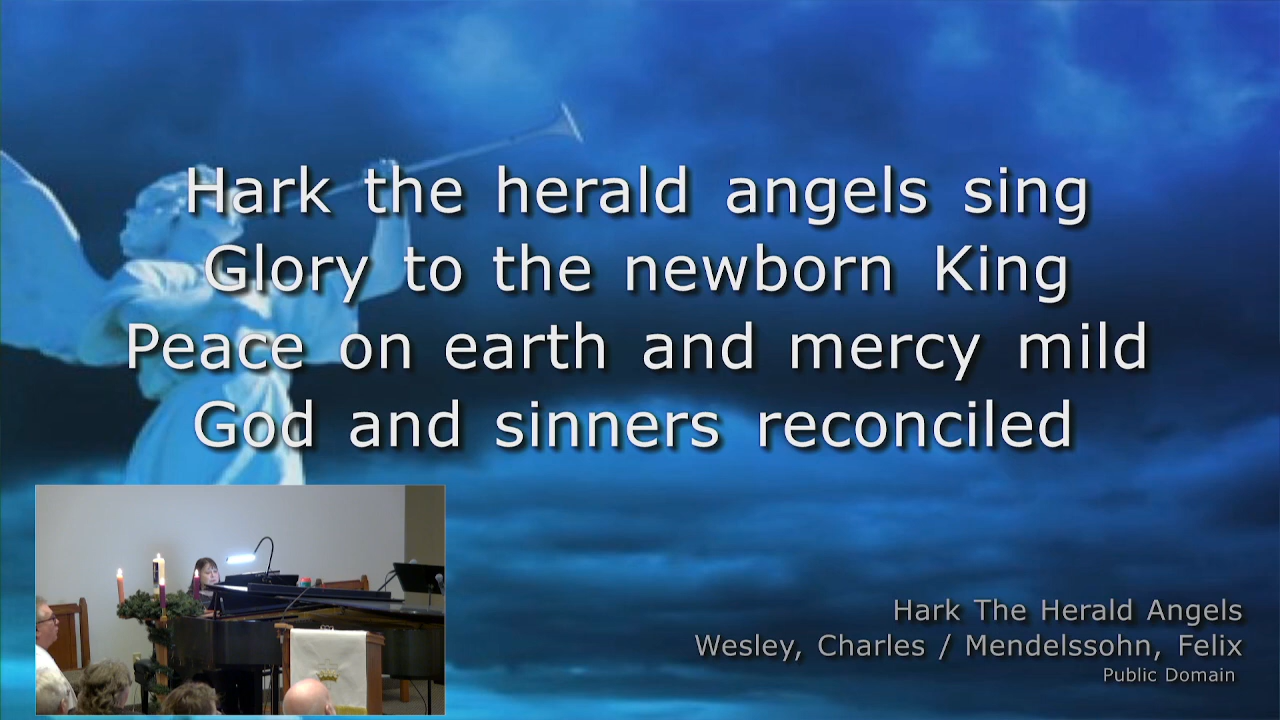 Hark the herald angels sing
Glory to the newborn King
Peace on earth and mercy mild
God and sinners reconciled
Hark The Herald Angels
Wesley, Charles / Mendelssohn, Felix
Public Domain